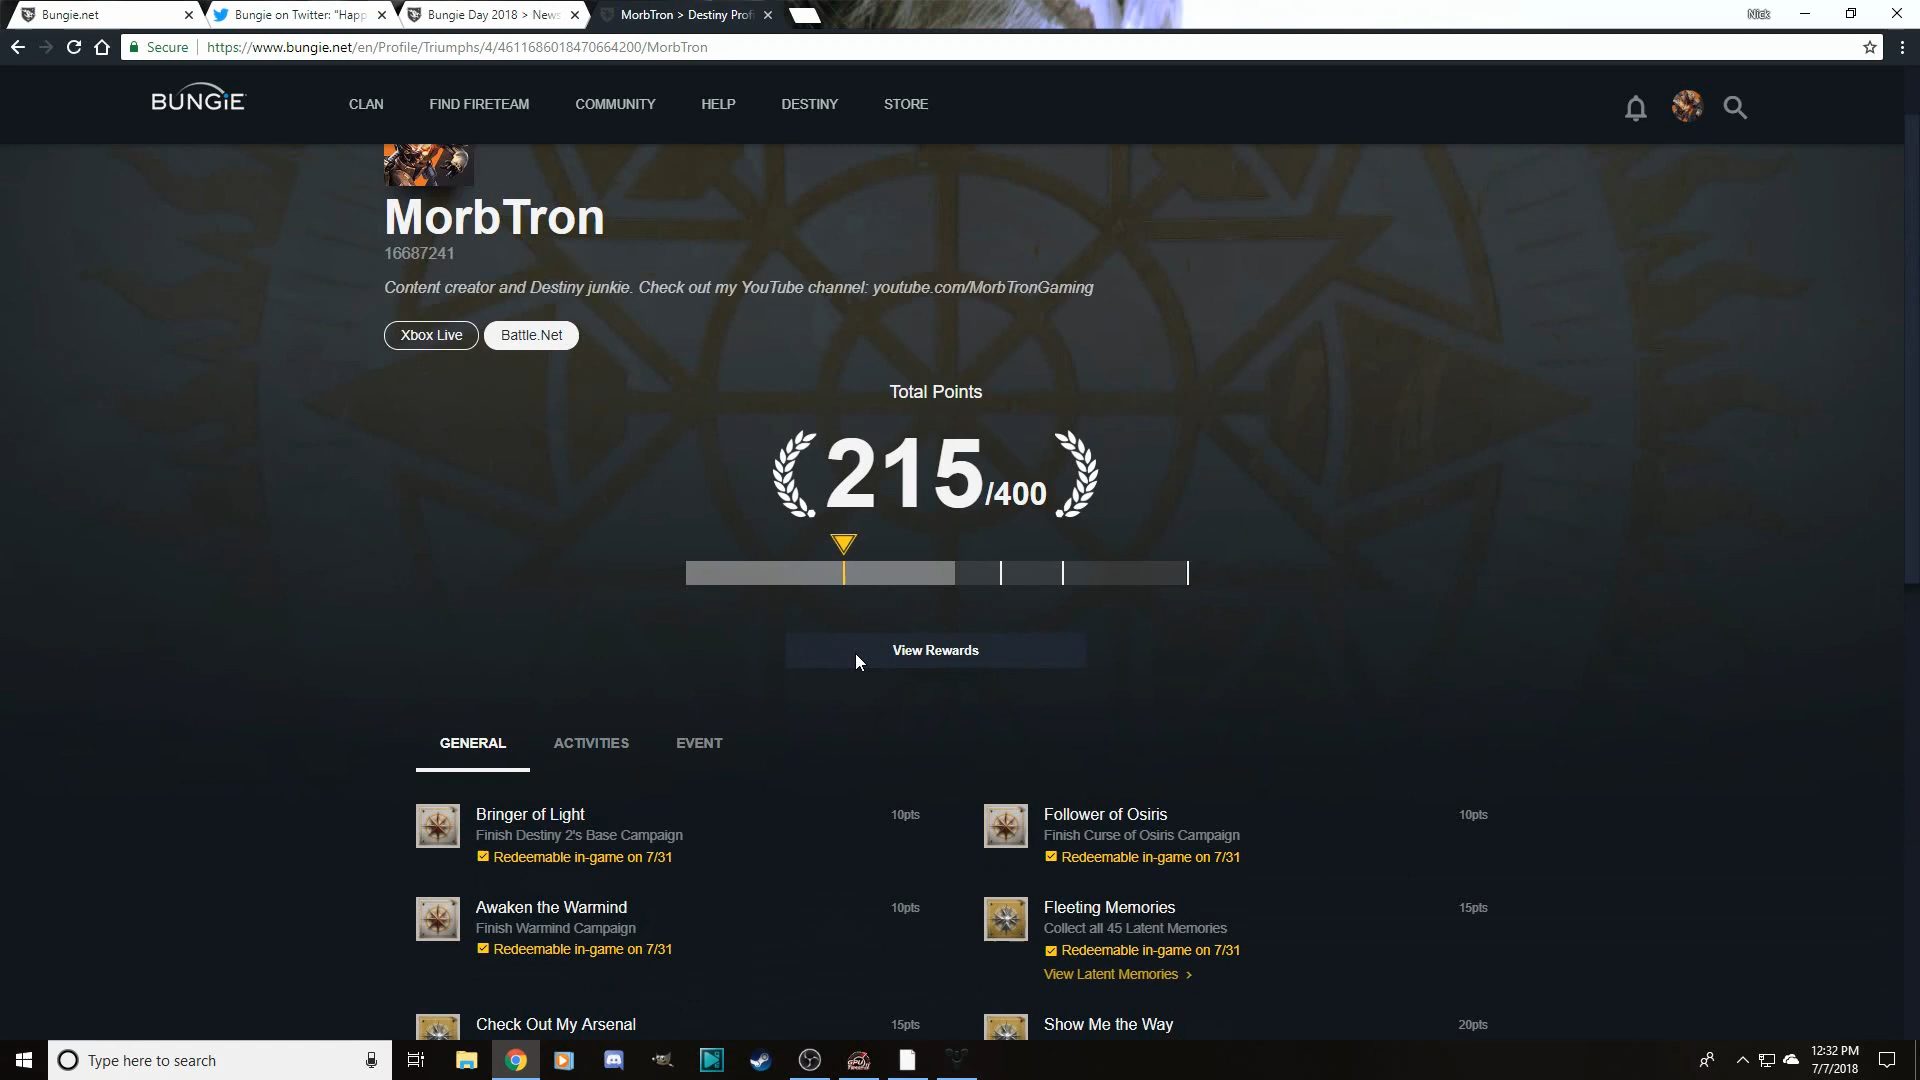 Bungie.net
Bungie on Twitter: "Happ
Bungie Day 2018 > News
MorbTron > Destiny Prof
Nick
Secure
https://www.bungie.net/en/Profile/Triumphs/4/4611686018470664200/MorbTron
BUNGiE
CLAN
FIND FIRETEAM
COMMUNITY
HELP
DESTINY
STORE
MorbTron
16687241
Content creator and Destiny junkie. Check out my YouTube channel: youtube.com/MorbTronGaming
Xbox Live
Battle.Net
Total Points
215/400
View Rewards
GENERAL
ACTIVITIES
EVENT
Bringer of Light
10pts
Finish Destiny 2's Base Campaign
Redeemable in-game on 7/31
Follower of Osiris
10pts
Finish Curse of Osiris Campaign
Redeemable in-game on 7/31
Awaken the Warmind
10pts
Finish Warmind Campaign
Redeemable in-game on 7/31
Fleeting Memories
15pts
Collect all 45 Latent Memories
Redeemable in-game on 7/31
View Latent Memories >
Check Out My Arsenal
15pts
Show Me the Way
20pts
Type here to search
12:32 PM
7/7/2018